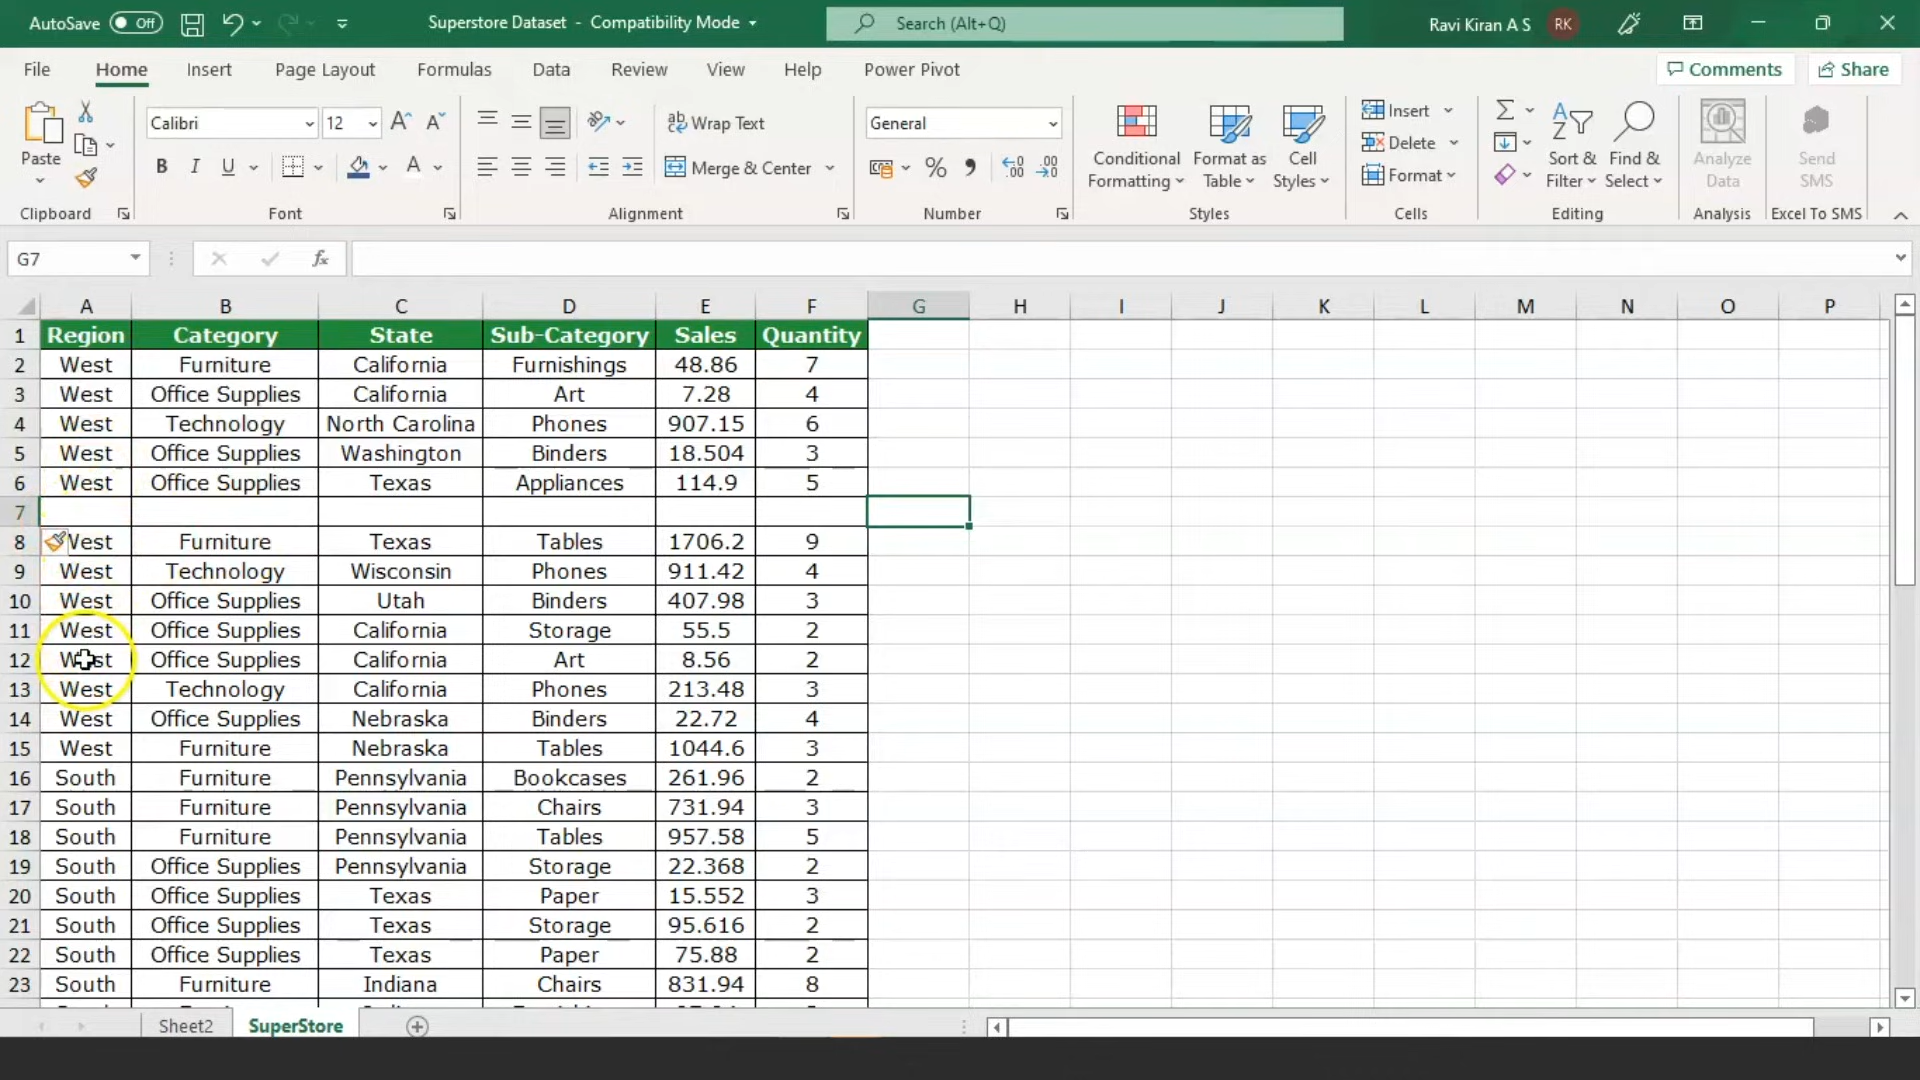 AutoSave Off
Superstore Dataset - Compatibility Mode
Search (Alt+Q)
Ravi Kiran A S RK
File Home Insert Page Layout Formulas Data Review View Help Power Pivot
Comments Share
Paste
Clipboard
Calibri 12 A A
B I U A
Font
ab Wrap Text
Merge & Center
Alignment
General
% 9 .00 .00
Number
Conditional Formatting
Format as Table
Cell Styles
Styles
Insert
Delete
Format
Cells
Σ
Sort & Filter
Find & Select
Editing
Analyze Data
Analysis
Send SMS
Excel To SMS
G7 fx
A B C D E F G H I J K L M N O P
1 Region Category State Sub-Category Sales Quantity
2 West Furniture California Furnishings 48.86 7
3 West Office Supplies California Art 7.28 4
4 West Technology North Carolina Phones 907.15 6
5 West Office Supplies Washington Binders 18.504 3
6 West Office Supplies Texas Appliances 114.9 5
7
8 West Furniture Texas Tables 1706.2 9
9 West Technology Wisconsin Phones 911.42 4
10 West Office Supplies Utah Binders 407.98 3
11 West Office Supplies California Storage 55.5 2
12 West Office Supplies California Art 8.56 2
13 West Technology California Phones 213.48 3
14 West Office Supplies Nebraska Binders 22.72 4
15 West Furniture Nebraska Tables 1044.6 3
16 South Furniture Pennsylvania Bookcases 261.96 2
17 South Furniture Pennsylvania Chairs 731.94 3
18 South Furniture Pennsylvania Tables 957.58 5
19 South Office Supplies Pennsylvania Storage 22.368 2
20 South Office Supplies Texas Paper 15.552 3
21 South Office Supplies Texas Storage 95.616 2
22 South Office Supplies Texas Paper 75.88 2
23 South Furniture Indiana Chairs 831.94 8
Sheet2 SuperStore